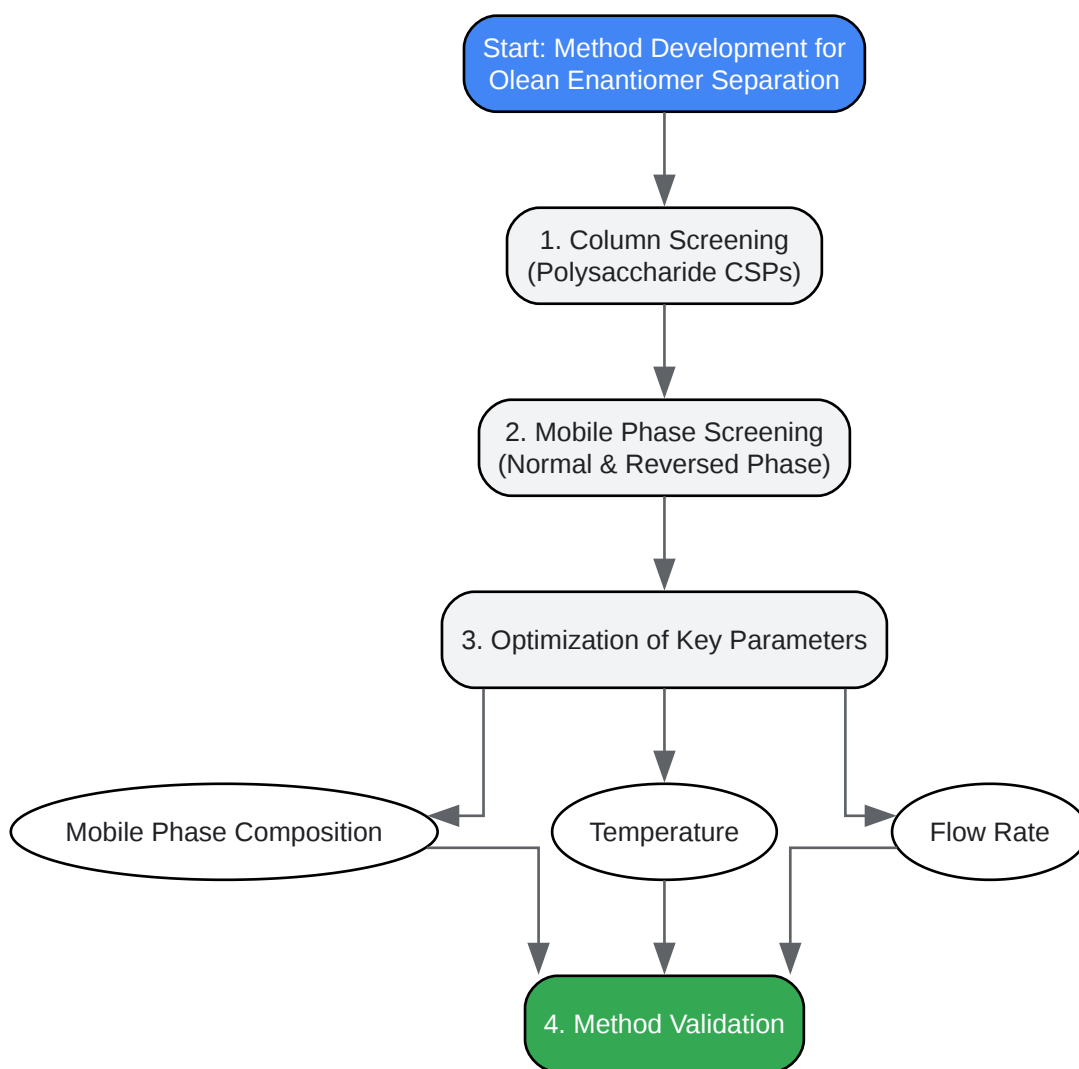 Start: Method Development for
Olean Enantiomer Separation
1. Column Screening
(Polysaccharide CSPs)
2. Mobile Phase Screening
(Normal & Reversed Phase)
3. Optimization of Key Parameters
Mobile Phase Composition
Temperature
Flow Rate
4. Method Validation